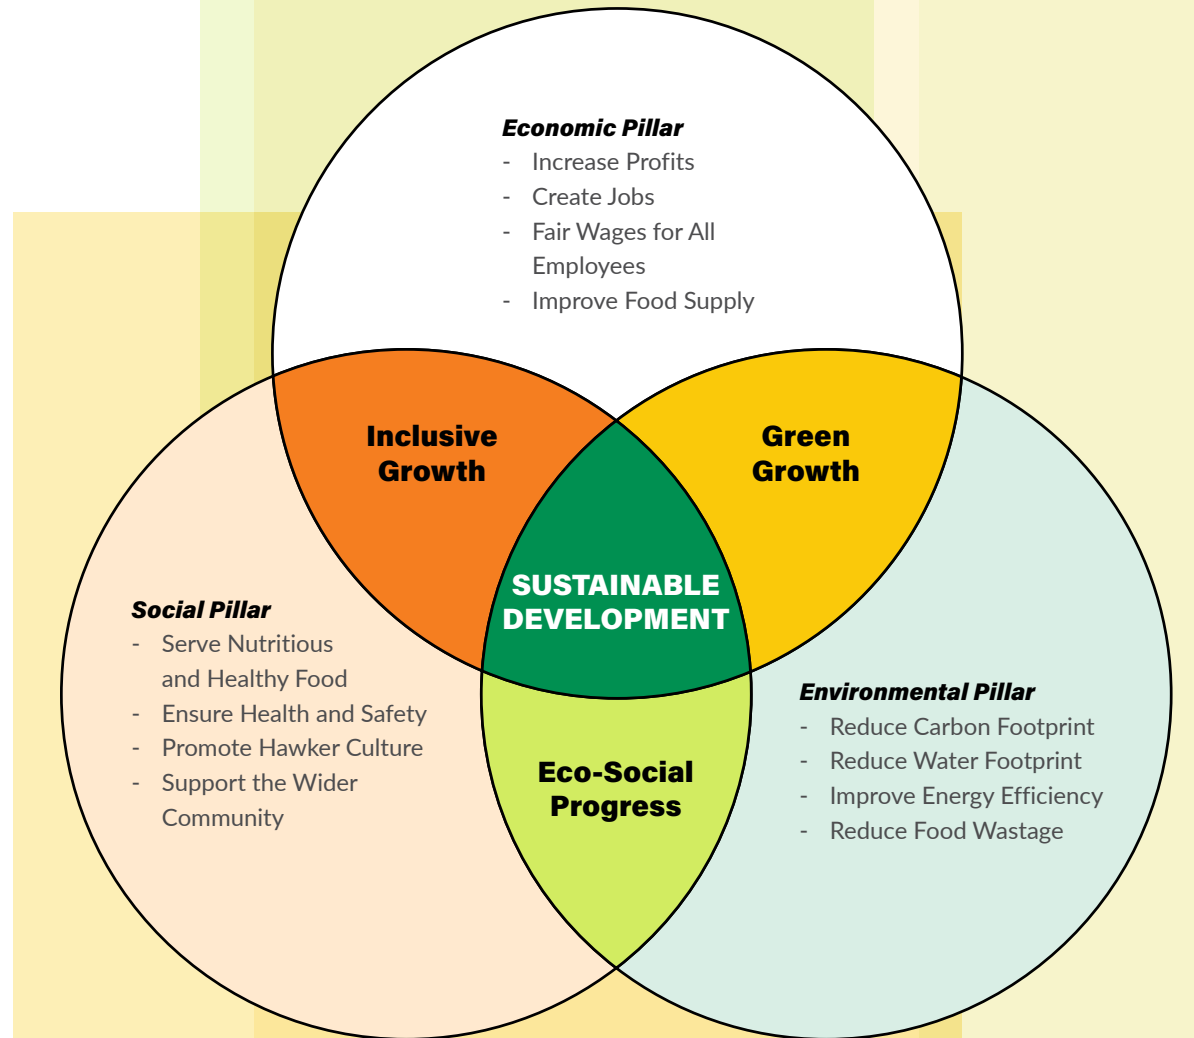 Economic Pillar
- Increase Profits
- Create Jobs
- Fair Wages for All
Employees
- Improve Food Supply
Inclusive
Growth
Green
Growth
SUSTAINABLE
DEVELOPMENT
Social Pillar
- Serve Nutritious
and Healthy Food
- Ensure Health and Safety
- Promote Hawker Culture
- Support the Wider
Community
Environmental Pillar
- Reduce Carbon Footprint
- Reduce Water Footprint
- Improve Energy Efficiency
- Reduce Food Wastage
Eco-Social
Progress